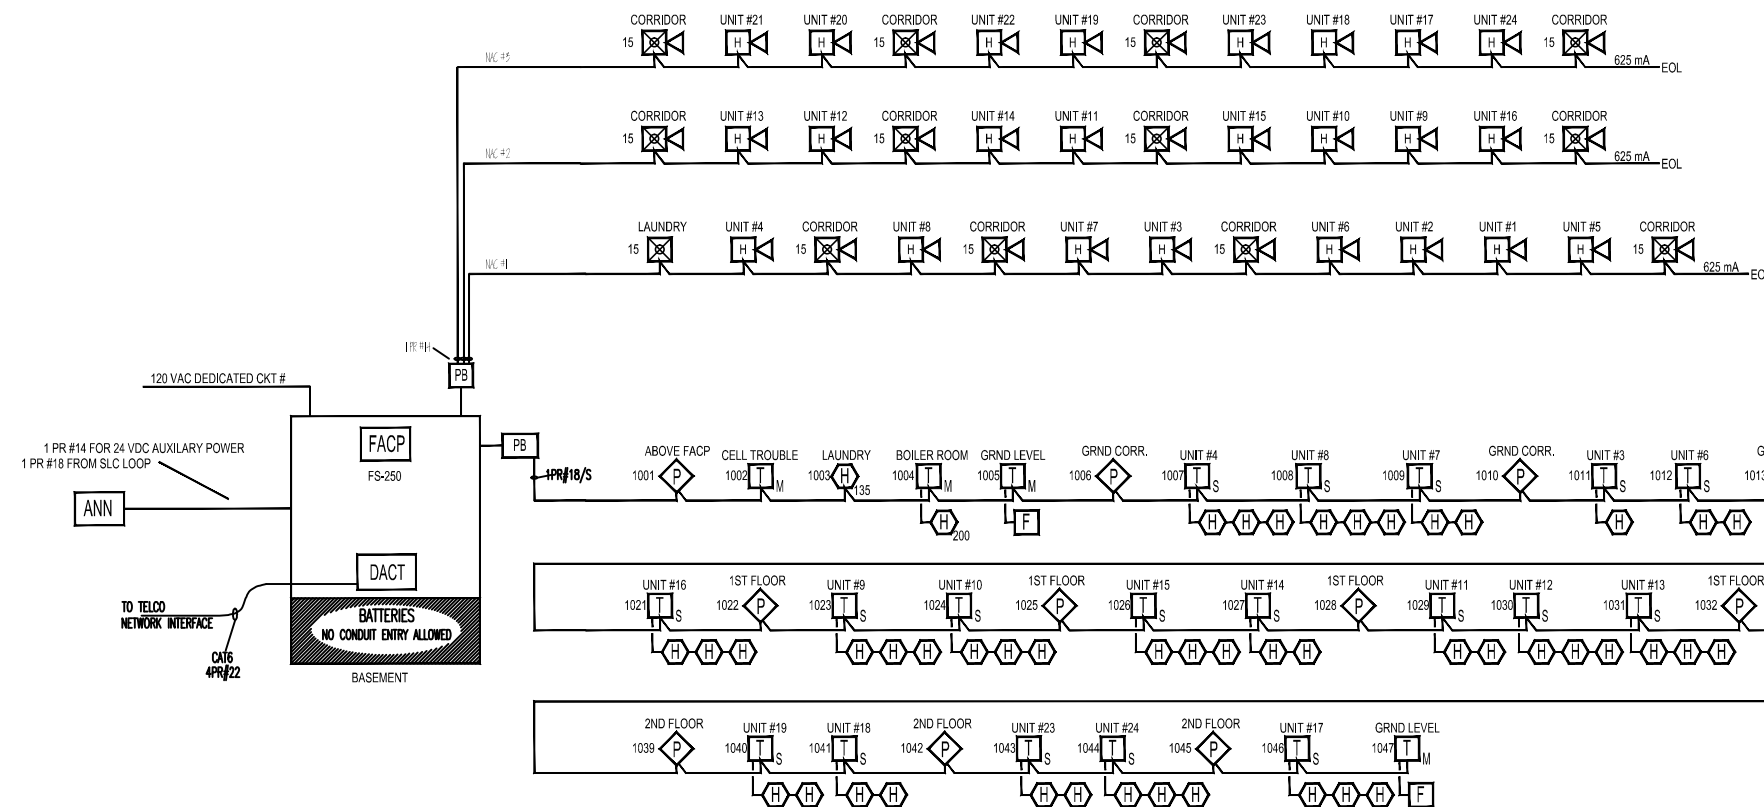 CORRIDOR UNIT #21 UNIT #20 CORRIDOR UNIT #22 UNIT #19 CORRIDOR UNIT #23 UNIT #18 UNIT #17 UNIT #24 CORRIDOR
15 H H 15 H H 15 H H H H 15
NAC #3 625 mA EOL
CORRIDOR UNIT #13 UNIT #12 CORRIDOR UNIT #14 UNIT #11 CORRIDOR UNIT #15 UNIT #10 UNIT #9 UNIT #16 CORRIDOR
15 H H 15 H H 15 H H H H 15
NAC #2 625 mA EOL
LAUNDRY UNIT #4 CORRIDOR UNIT #8 CORRIDOR UNIT #7 UNIT #3 CORRIDOR UNIT #6 UNIT #2 UNIT #1 UNIT #5 CORRIDOR
15 H 15 H 15 H H 15 H H H H 15
NAC #1 625 mA
1 PR #14
PB
120 VAC DEDICATED CKT #
FACP
FS-250
PB
1PR#18/S
1 PR #14 FOR 24 VDC AUXILARY POWER
1 PR #18 FROM SLC LOOP
ANN
DACT
TO TELCO
NETWORK INTERFACE
CAT6
4PR#22
BATTERIES
NO CONDUIT ENTRY ALLOWED
BASEMENT
ABOVE FACP CELL TROUBLE LAUNDRY BOILER ROOM GRND LEVEL GRND CORR. UNIT #4 UNIT #8 UNIT #7 GRND CORR. UNIT #3 UNIT #6
1001 P 1002 T M 1003 H 135 1004 T M 1005 T M 1006 P 1007 T S 1008 T S 1009 T S 1010 P 1011 T S 1012 T S
H 200 F H H H H H H H H H H H H
UNIT #16 1ST FLOOR UNIT #9 UNIT #10 1ST FLOOR UNIT #15 UNIT #14 1ST FLOOR UNIT #11 UNIT #12 UNIT #13 1ST FLOOR
1021 T S 1022 P 1023 T S 1024 T S 1025 P 1026 T S 1027 T S 1028 P 1029 T S 1030 T S 1031 T S 1032 P
H H H H H H H H H H H H H H H H H H H H H
2ND FLOOR UNIT #19 UNIT #18 2ND FLOOR UNIT #23 UNIT #24 2ND FLOOR UNIT #17 GRND LEVEL
1039 P 1040 T S 1041 T S 1042 P 1043 T S 1044 T S 1045 P 1046 T S 1047 T M
H H H H H H H H H H H H F